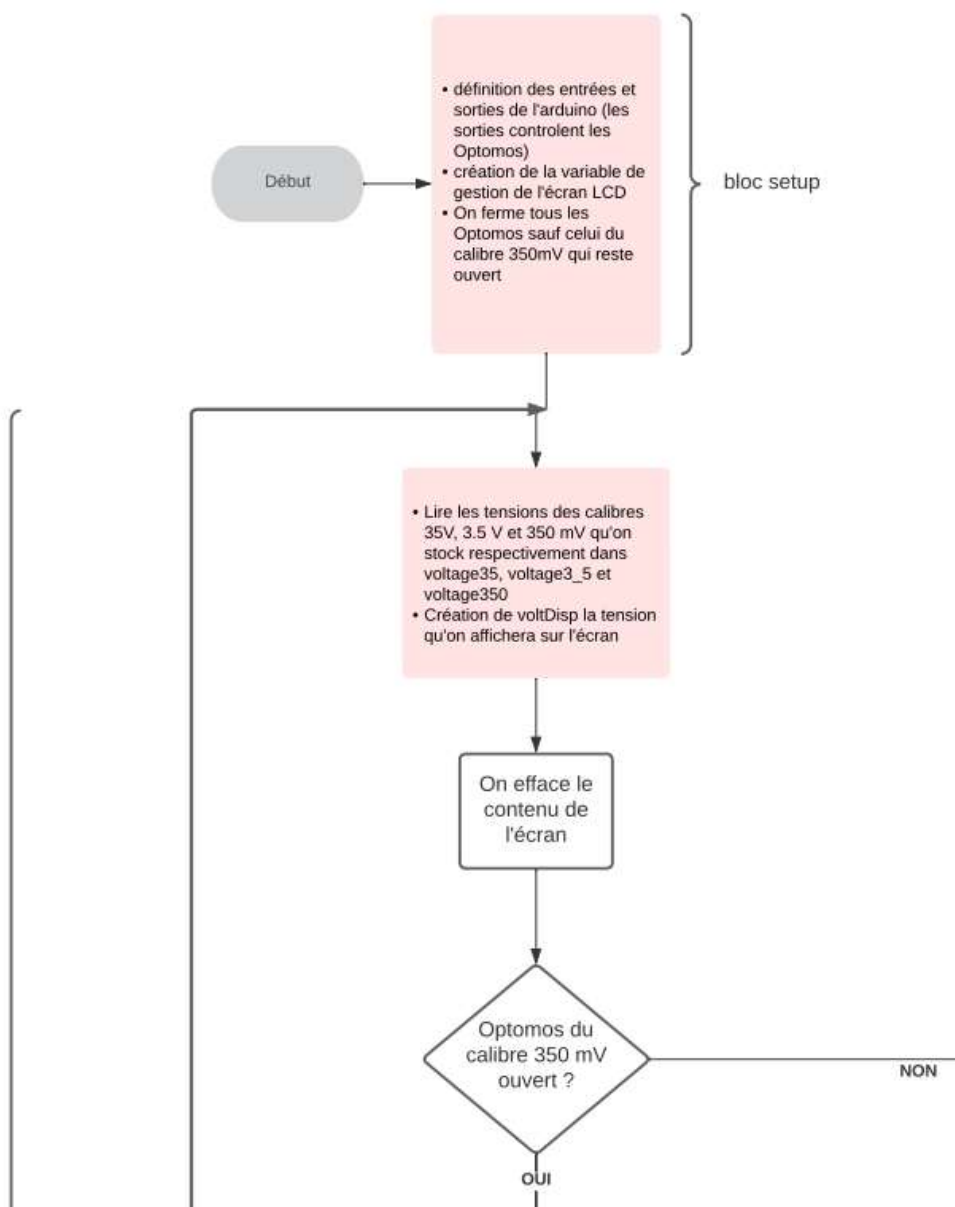 Début
• définition des entrées et
sorties de l'arduino (les
sorties controlent les
Optomos)
• création de la variable de
gestion de l'écran LCD
• On ferme tous les
Optomos sauf celui du
calibre 350mV qui reste
ouvert
bloc setup
• Lire les tensions des calibres
35V, 3.5 V et 350 mV qu'on
stock respectivement dans
voltage35, voltage3_5 et
voltage350
• Création de voltDisp la tension
qu'on affichera sur l'écran
On efface le
contenu de
l'écran
Optomos du
calibre 350 mV
ouvert ?
NON
OUI